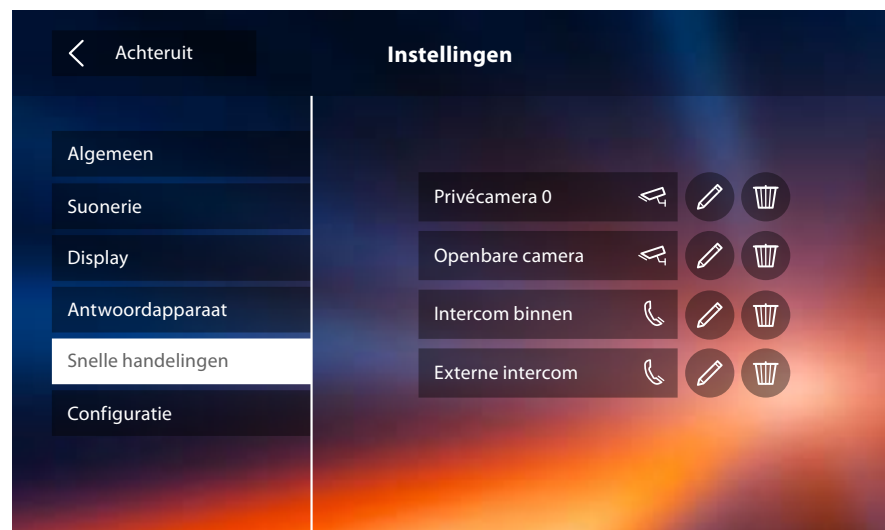 Achteruit
Instellingen
Algemeen
Suonerie
Display
Antwoordapparaat
Snelle handelingen
Configuratie
Privécamera 0
Openbare camera
Intercom binnen
Externe intercom